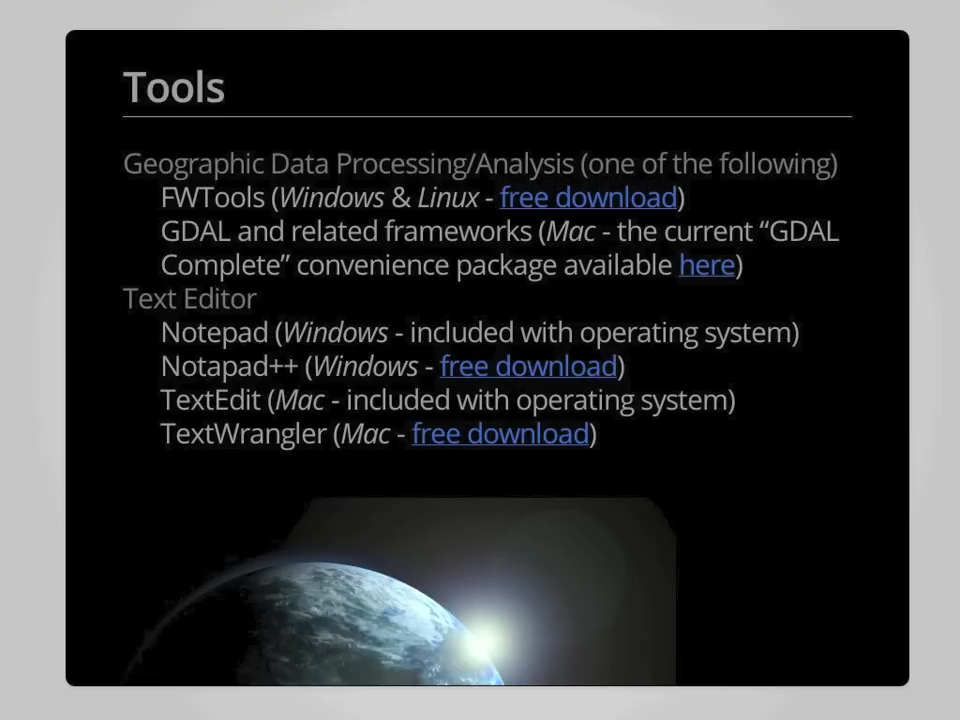 Tools
Geographic Data Processing/Analysis (one of the following)
FWTools (Windows & Linux - free download)
GDAL and related frameworks (Mac - the current “GDAL
Complete” convenience package available here)
Text Editor
Notepad (Windows - included with operating system)
Notapad++ (Windows - free download)
TextEdit (Mac - included with operating system)
TextWrangler (Mac - free download)